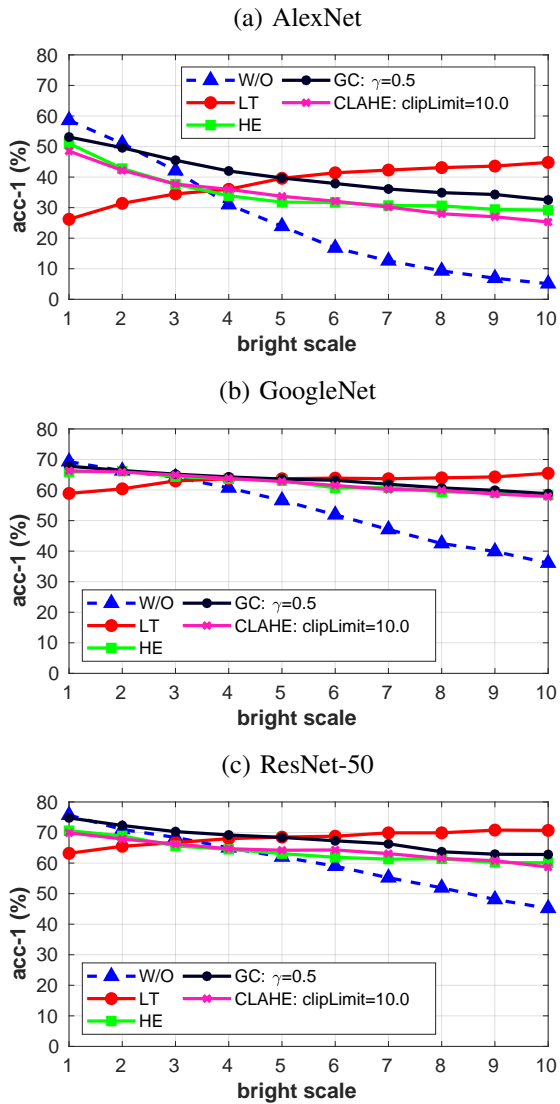 (a) AlexNet
80
70
60
50
40
30
20
10
0
acc-1 (%)
W/O
LT
HE
GC: γ=0.5
CLAHE: clipLimit=10.0
1 2 3 4 5 6 7 8 9 10
bright scale
(b) GoogleNet
80
70
60
50
40
30
20
10
0
acc-1 (%)
W/O
LT
HE
GC: γ=0.5
CLAHE: clipLimit=10.0
1 2 3 4 5 6 7 8 9 10
bright scale
(c) ResNet-50
80
70
60
50
40
30
20
10
0
acc-1 (%)
W/O
LT
HE
GC: γ=0.5
CLAHE: clipLimit=10.0
1 2 3 4 5 6 7 8 9 10
bright scale